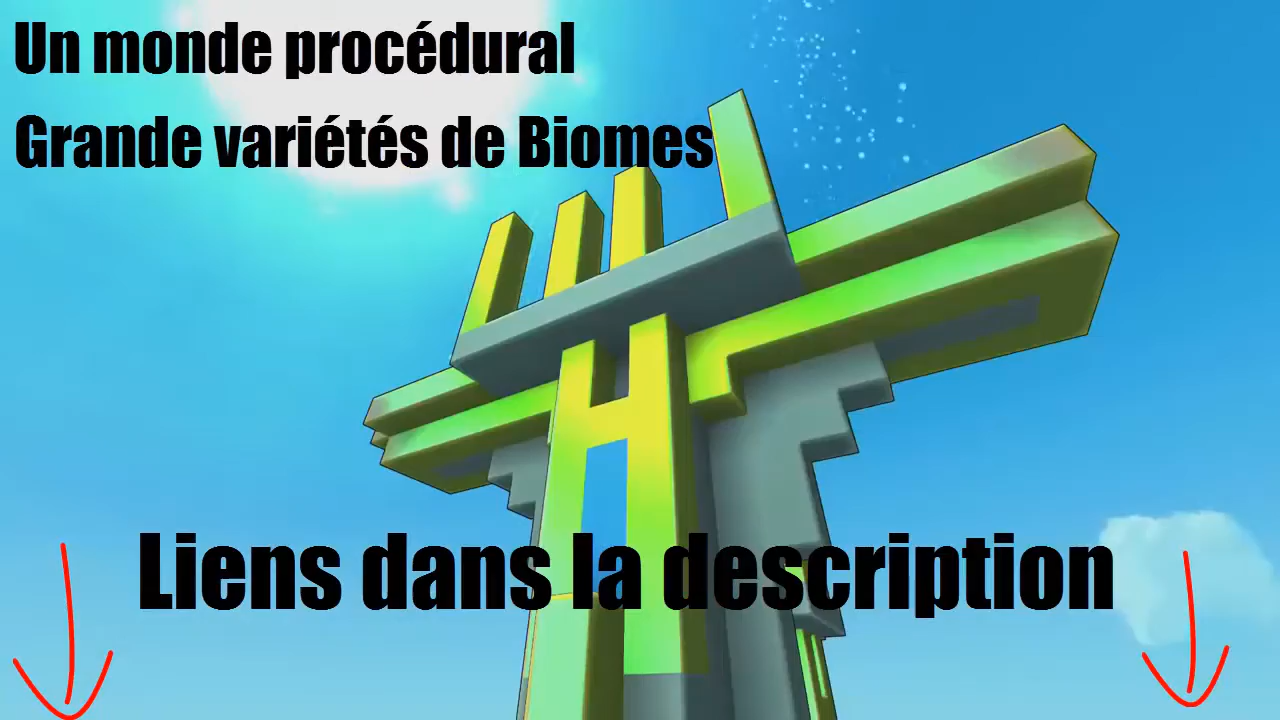 Un monde procédural
Grande variétés de Biomes
Liens dans la description